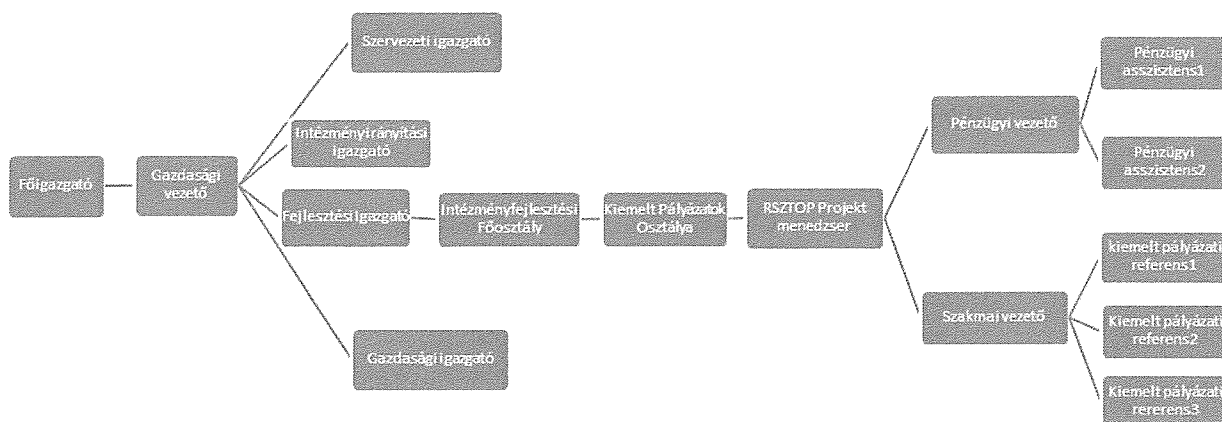 Főigazgató
Gazdasági
vezető
Szervezeti igazgató
Intézményirányítási
igazgató
Fejlesztési Igazgató
Gazdasági igazgató
Intézményfejlesztési
Főosztály
Kiemelt Pályázatok
Osztálya
RSZTOP Projekt
menedzser
Pénzügyi vezető
Pénzügyi
asszisztens1
Pénzügyi
asszisztens2
Szakmai vezető
kiemelt pályázati
referens1
Kiemelt pályázati
referens2
Kiemelt pályázati
rererens3